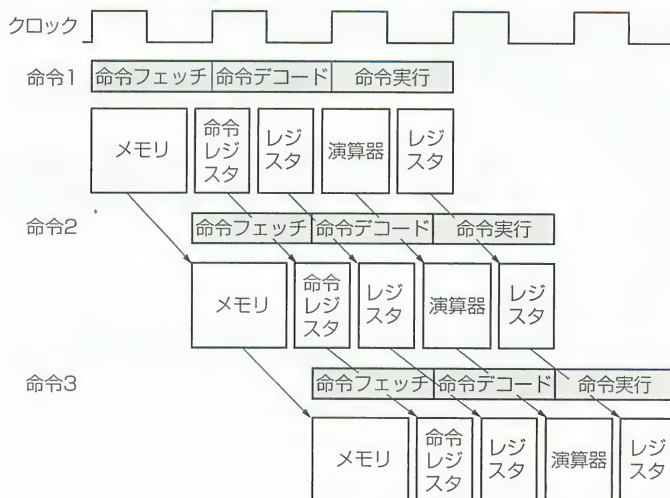 クロック
命令1
命令フェッチ 命令デコード 命令実行
メモリ
命令
レジ
スタ
レジ
スタ
演算器
レジ
スタ
命令2
命令フェッチ 命令デコード 命令実行
メモリ
命令
レジ
スタ
レジ
スタ
演算器
レジ
スタ
命令3
命令フェッチ 命令デコード 命令実行
メモリ
命令
レジ
スタ
レジ
スタ
演算器
レジ
スタ